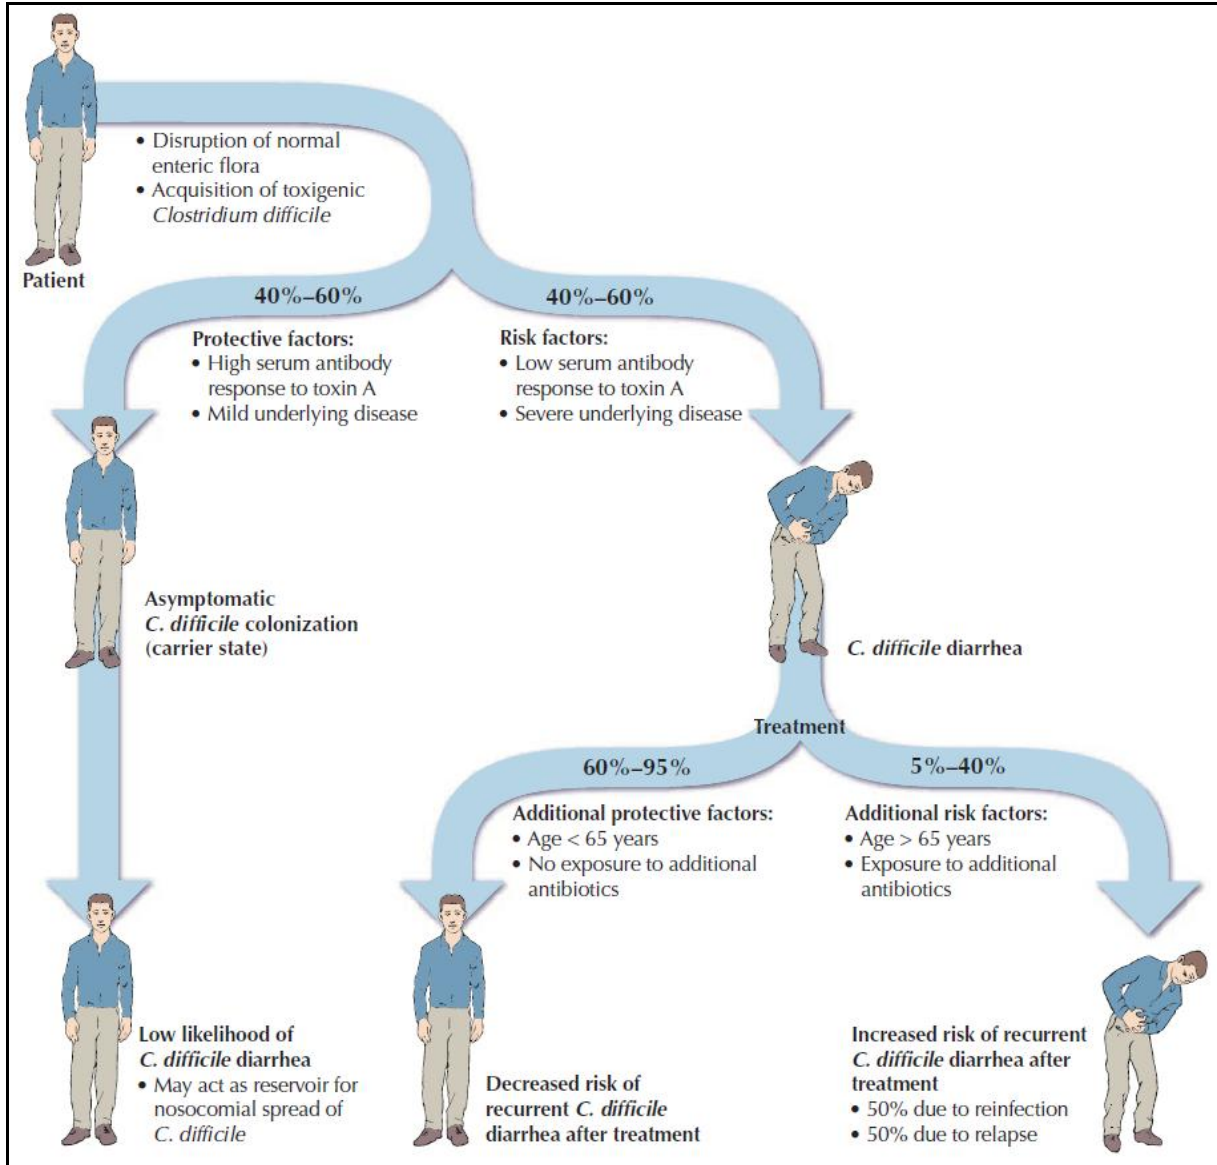 • Disruption of normal
enteric flora
• Acquisition of toxigenic
Clostridium difficile
Patient
40%–60%
Protective factors:
• High serum antibody
response to toxin A
• Mild underlying disease
40%–60%
Risk factors:
• Low serum antibody
response to toxin A
• Severe underlying disease
Asymptomatic
C. difficile colonization
(carrier state)
C. difficile diarrhea
Treatment
60%–95%
Additional protective factors:
• Age < 65 years
• No exposure to additional
antibiotics
5%–40%
Additional risk factors:
• Age > 65 years
• Exposure to additional
antibiotics
Low likelihood of
C. difficile diarrhea
• May act as reservoir for
nosocomial spread of
C. difficile
Decreased risk of
recurrent C. difficile
diarrhea after treatment
Increased risk of recurrent
C. difficile diarrhea after
treatment
• 50% due to reinfection
• 50% due to relapse